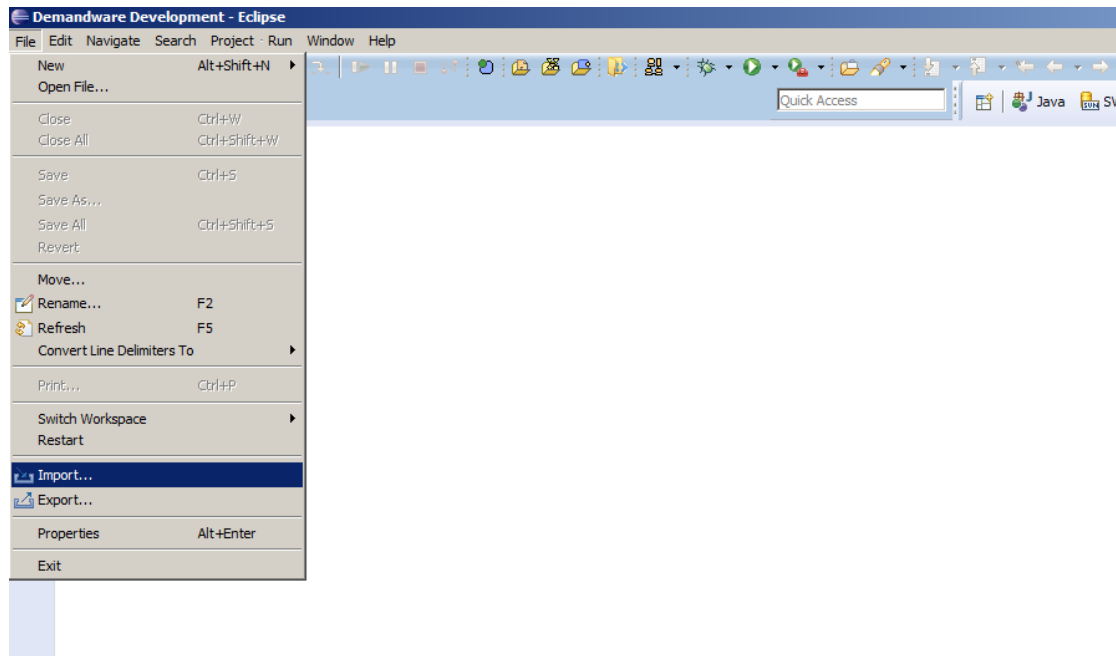 Demandware Development - Eclipse
File Edit Navigate Search Project Run Window Help
New Alt+Shift+N
Open File...
Quick Access
Java
SUN
Close Ctrl+W
Close All Ctrl+Shift+W
Save Ctrl+S
Save As...
Save All Ctrl+Shift+S
Revert
Move...
Rename... F2
Refresh F5
Convert Line Delimiters To
Print... Ctrl+P
Switch Workspace
Restart
Import...
Export...
Properties Alt+Enter
Exit